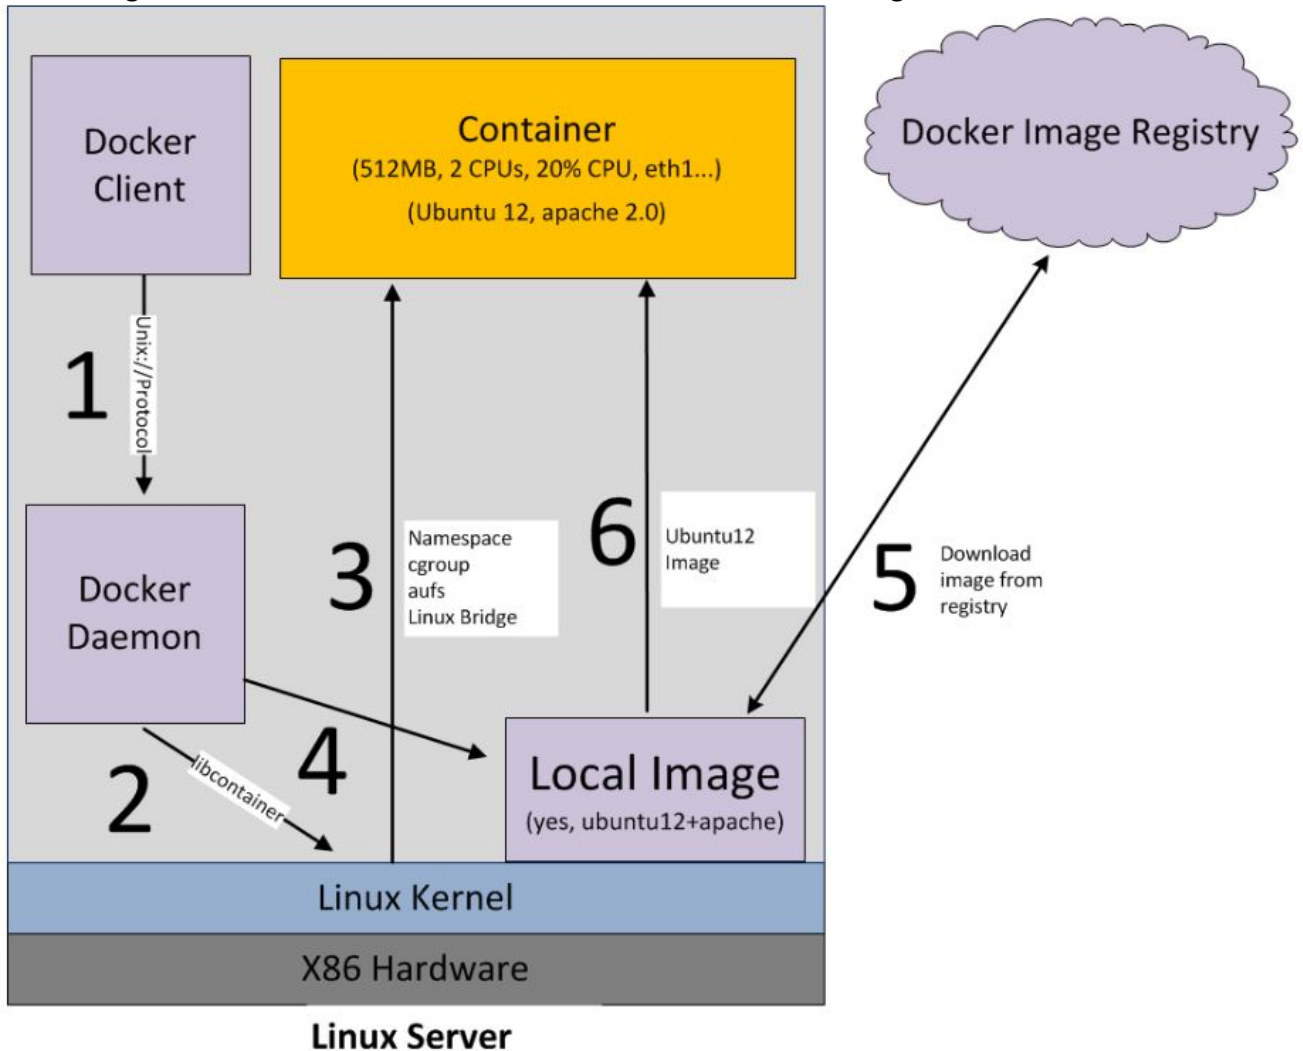 Docker
Client
Container
(512MB, 2 CPUs, 20% CPU, eth1...)
(Ubuntu 12, apache 2.0)
Docker Image Registry
1
Unix://Protocol
Docker
Daemon
3
Namespace
cgroup
aufs
Linux Bridge
6
Ubuntu12
Image
5
Download
image from
registry
2
libcontainer
4
Local Image
(yes, ubuntu12+apache)
Linux Kernel
X86 Hardware
Linux Server